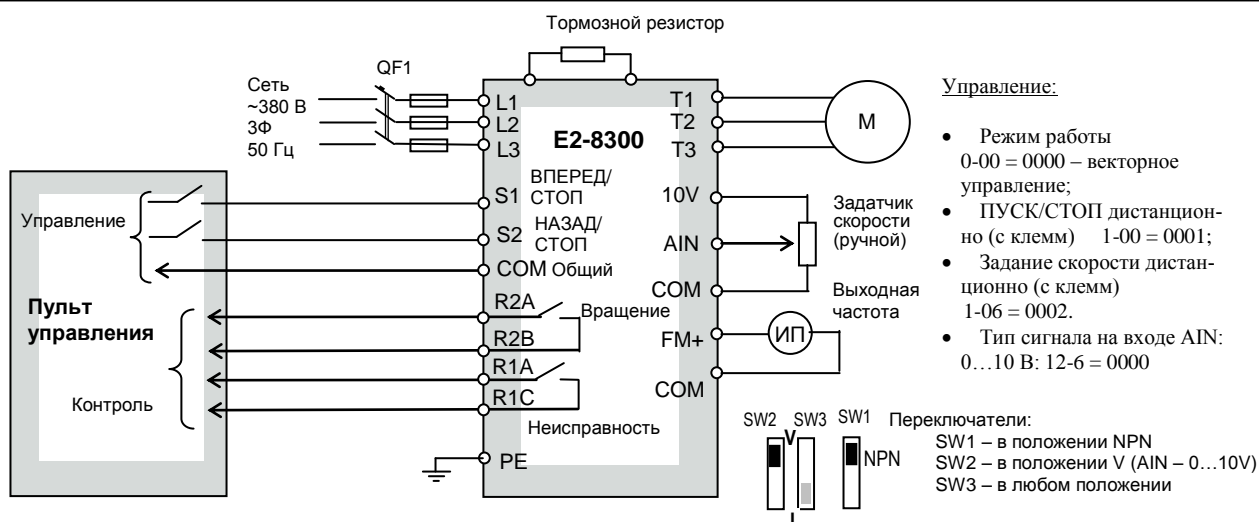 Тормозной резистор
QF1
Сеть
~380 В
3Ф
50 Гц
L1
L2
L3
E2-8300
T1
T2
T3
M
Управление
S1
ВПЕРЕД/
СТОП
S2
НАЗАД/
СТОП
COM Общий
Пульт
управления
Контроль
R2A
Вращение
R2B
R1A
R1C
Неисправность
PE
10V
AIN
COM
Задатчик
скорости
(ручной)
Выходная
частота
FM+
ИП
COM
Управление:
• Режим работы
0-00 = 0000 – векторное
управление;
• ПУСК/СТОП дистанцион-
но (с клемм) 1-00 = 0001;
• Задание скорости дистан-
ционно (с клемм)
1-06 = 0002.
• Тип сигнала на входе AIN:
0…10 В: 12-6 = 0000
SW2 SW3 SW1
V
NPN
I
Переключатели:
SW1 – в положении NPN
SW2 – в положении V (AIN – 0…10V)
SW3 – в любом положении